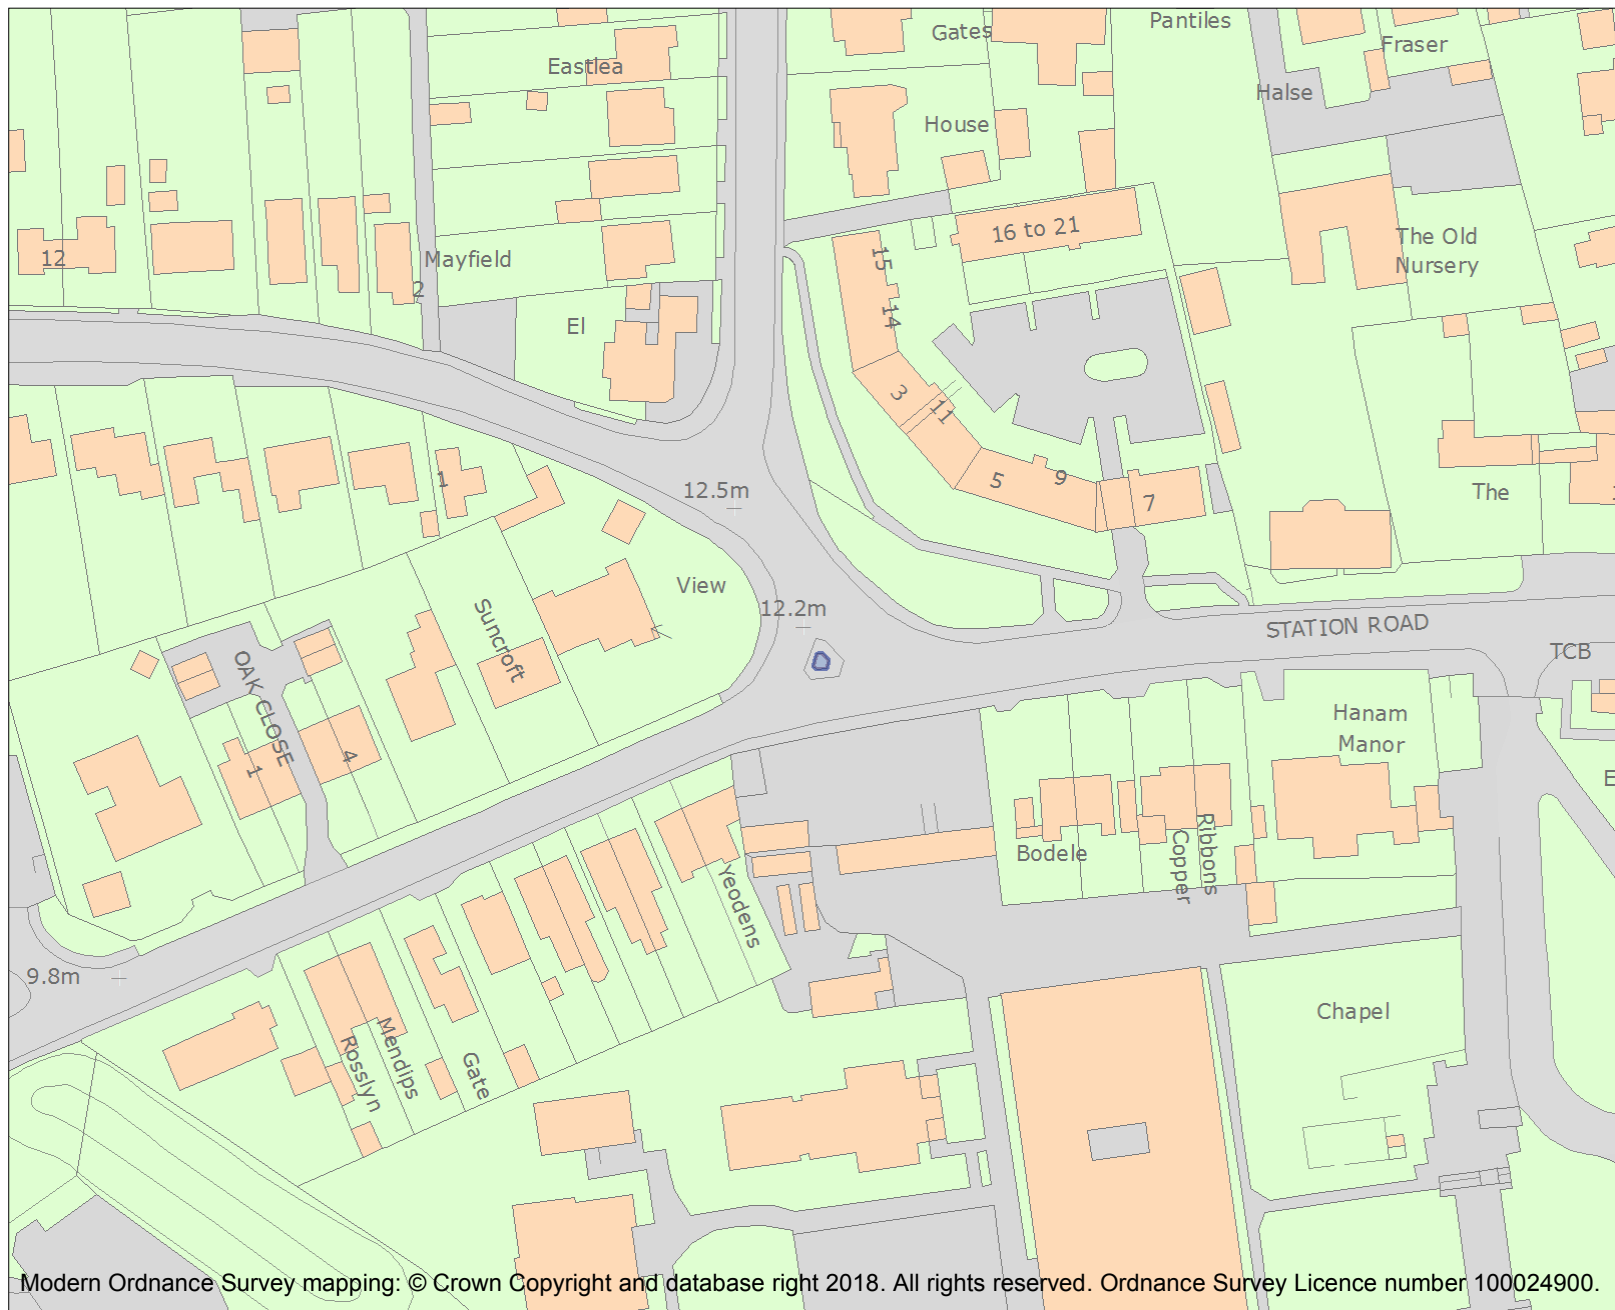 Gates
Pantiles
Fraser
Eastlea
Halse
House
16 to 21
The Old
Nursery
12
Mayfield
15
2
14
El
3
11
1
5
9
7
12.5m
The
View
12.2m
Suncroft
STATION ROAD
TCB
OAK CLOSE
Hanam
Manor
1
4
E
Bodele
Copper
Ribbons
Yeodens
9.8m
Chapel
Rosslyn
Mendips
Gate
Modern Ordnance Survey mapping: © Crown Copyright and database right 2018. All rights reserved. Ordnance Survey Licence number 100024900.